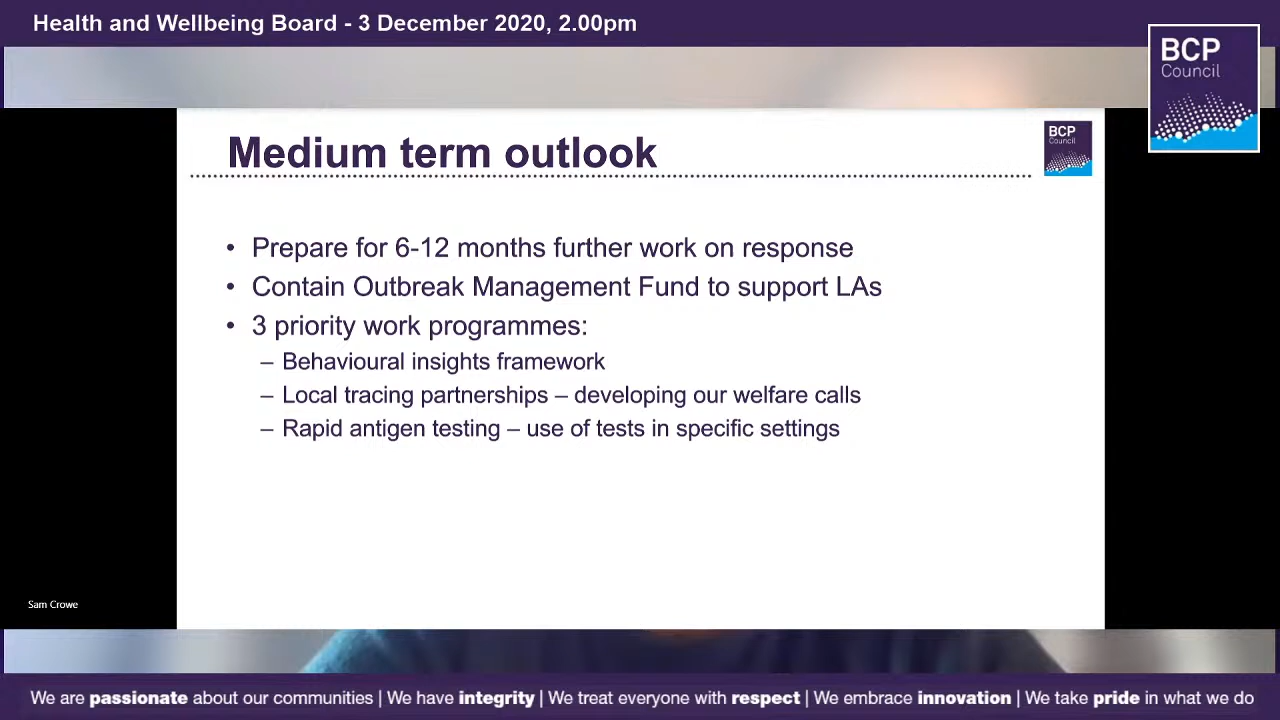 Health and Wellbeing Board - 3 December 2020, 2.00pm
BCP
Council
Medium term outlook
BCP
Council
• Prepare for 6-12 months further work on response
• Contain Outbreak Management Fund to support LAs
• 3 priority work programmes:
– Behavioural insights framework
– Local tracing partnerships – developing our welfare calls
– Rapid antigen testing – use of tests in specific settings
Sam Crowe
We are passionate about our communities | We have integrity | We treat everyone with respect | We embrace innovation | We take pride in what we do